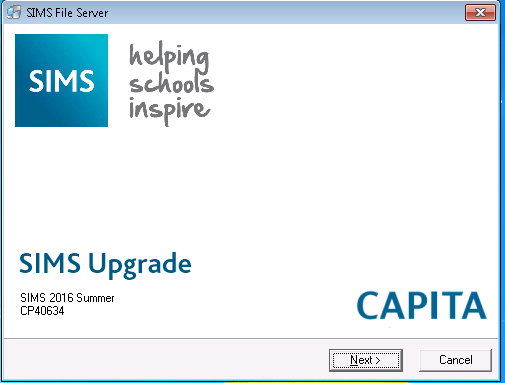 SIMS File Server
SIMS
helping
schools
inspire
SIMS Upgrade
SIMS 2016 Summer
CP40634
CAPITA
Next >
Cancel